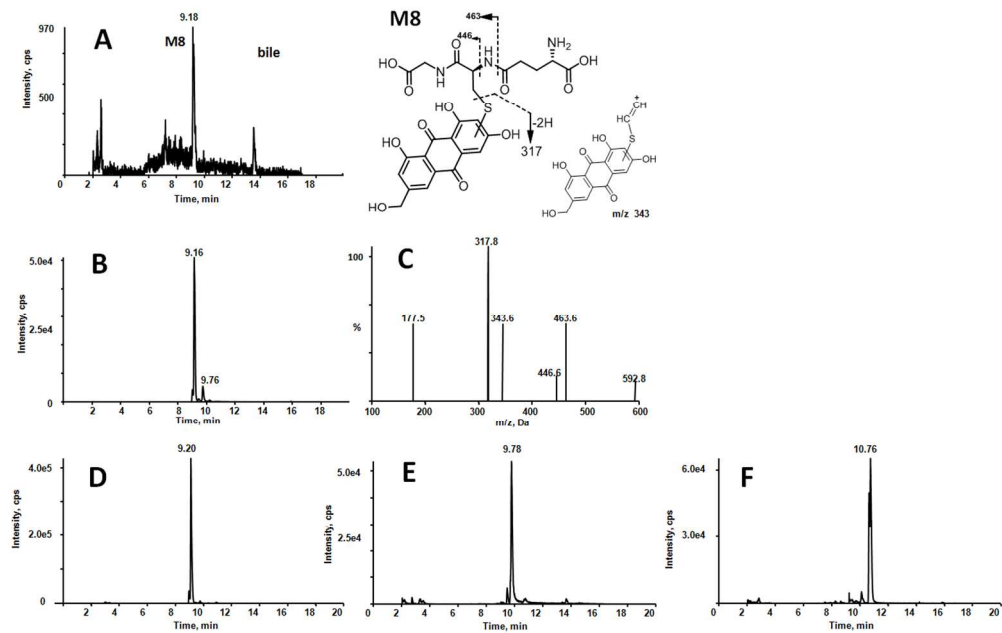 970
500
0
Intensity, cps
A
9.18
M8
bile
0 2 4 6 8 10 12 14 16 18
Time, min
M8
463
446
O
NH2
O
H
N
HO
N
H
O
O
OH
S
OH
-2H
317
HO
O
OH
HO
O
CH
+
HC
S
HO
O
OH
HO
O
HO
m/z 343
B
5.0e4
2.5e4
0
Intensity, cps
9.16
9.76
2 4 6 8 10 12 14 16 18
Time, min
C
100
%
177.5
317.8
343.6
446.6
463.6
592.8
100 200 300 400 500 600
m/z, Da
D
4.0e5
2.0e5
0
Intensity, cps
9.20
2 4 6 8 10 12 14 16 18 20
Time, min
E
5.0e4
0
Intensity, cps
9.78
2 4 6 8 10 12 14 16 18 20
Time, min
F
6.0e4
3.0e4
0
Intensity, cps
10.76
2 4 6 8 10 12 14 16 18 20
Time, min